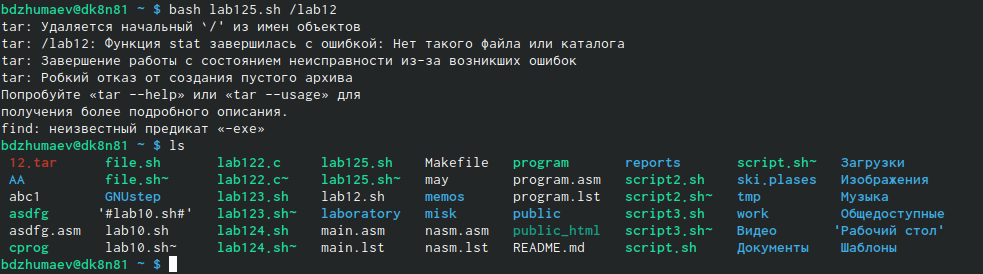 bdzhumaev@dk8n81 ~ $ bash lab125.sh /lab12
tar: Удаляется начальный `/' из имен объектов
tar: /lab12: Функция stat завершилась с ошибкой: Нет такого файла или каталога
tar: Завершение работы с состоянием неисправности из-за возникших ошибок
tar: Робкий отказ от создания пустого архива
Попробуйте «tar --help» или «tar --usage» для
получения более подробного описания.
find: неизвестный предикат «-exe»
bdzhumaev@dk8n81 ~ $ ls
12.tar file.sh lab122.c lab125.sh Makefile program reports script.sh~ Загрузки
AA file.sh~ lab122.c~ lab125.sh~ may program.asm script2.sh ski.plases Изображения
abc1 GNUstep lab123.sh lab12.sh memos program.lst script2.sh~ tmp Музыка
asdfg '#lab10.sh#' lab123.sh~ laboratory misk public script3.sh work Общедоступные
asdfg.asm lab10.sh lab124.sh main.asm nasm.asm public_html script3.sh~ Видео 'Рабочий стол'
cprog lab10.sh~ lab124.sh~ main.lst nasm.lst README.md script.sh Документы Шаблоны
bdzhumaev@dk8n81 ~ $